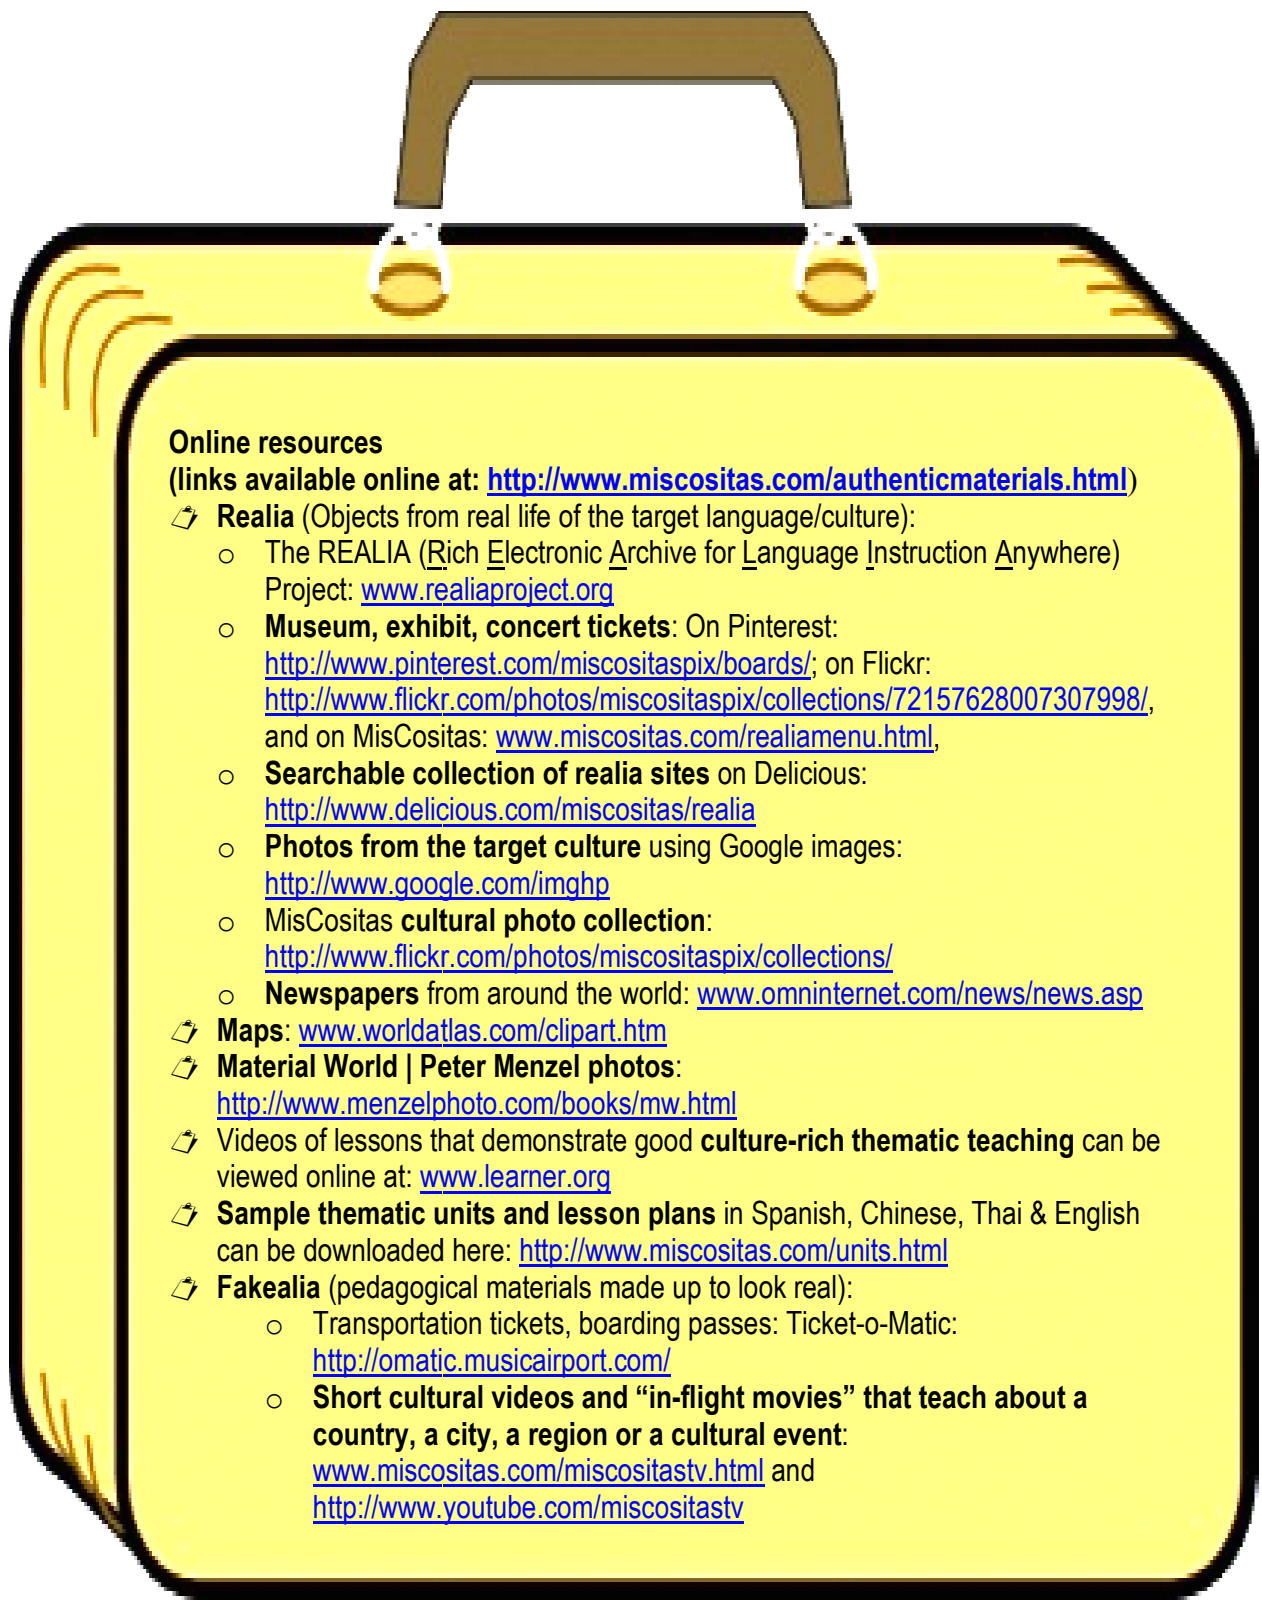 Online resources
(links available online at: http://www.miscositas.com/authenticmaterials.html)
Realia (Objects from real life of the target language/culture):
o The REALIA (Rich Electronic Archive for Language Instruction Anywhere)
Project: www.realiaproject.org
o Museum, exhibit, concert tickets: On Pinterest:
http://www.pinterest.com/miscositaspix/boards/; on Flickr:
http://www.flickr.com/photos/miscositaspix/collections/72157628007307998/,
and on MisCositas: www.miscositas.com/realiamenu.html,
o Searchable collection of realia sites on Delicious:
http://www.delicious.com/miscositas/realia
o Photos from the target culture using Google images:
http://www.google.com/imghp
o MisCositas cultural photo collection:
http://www.flickr.com/photos/miscositaspix/collections/
o Newspapers from around the world: www.omninternet.com/news/news.asp
Maps: www.worldatlas.com/clipart.htm
Material World | Peter Menzel photos:
http://www.menzelphoto.com/books/mw.html
Videos of lessons that demonstrate good culture-rich thematic teaching can be
viewed online at: www.learner.org
Sample thematic units and lesson plans in Spanish, Chinese, Thai & English
can be downloaded here: http://www.miscositas.com/units.html
Fakealia (pedagogical materials made up to look real):
o Transportation tickets, boarding passes: Ticket-o-Matic:
http://omatic.musicairport.com/
o Short cultural videos and “in-flight movies” that teach about a
country, a city, a region or a cultural event:
www.miscositas.com/miscositastv.html and
http://www.youtube.com/miscositastv